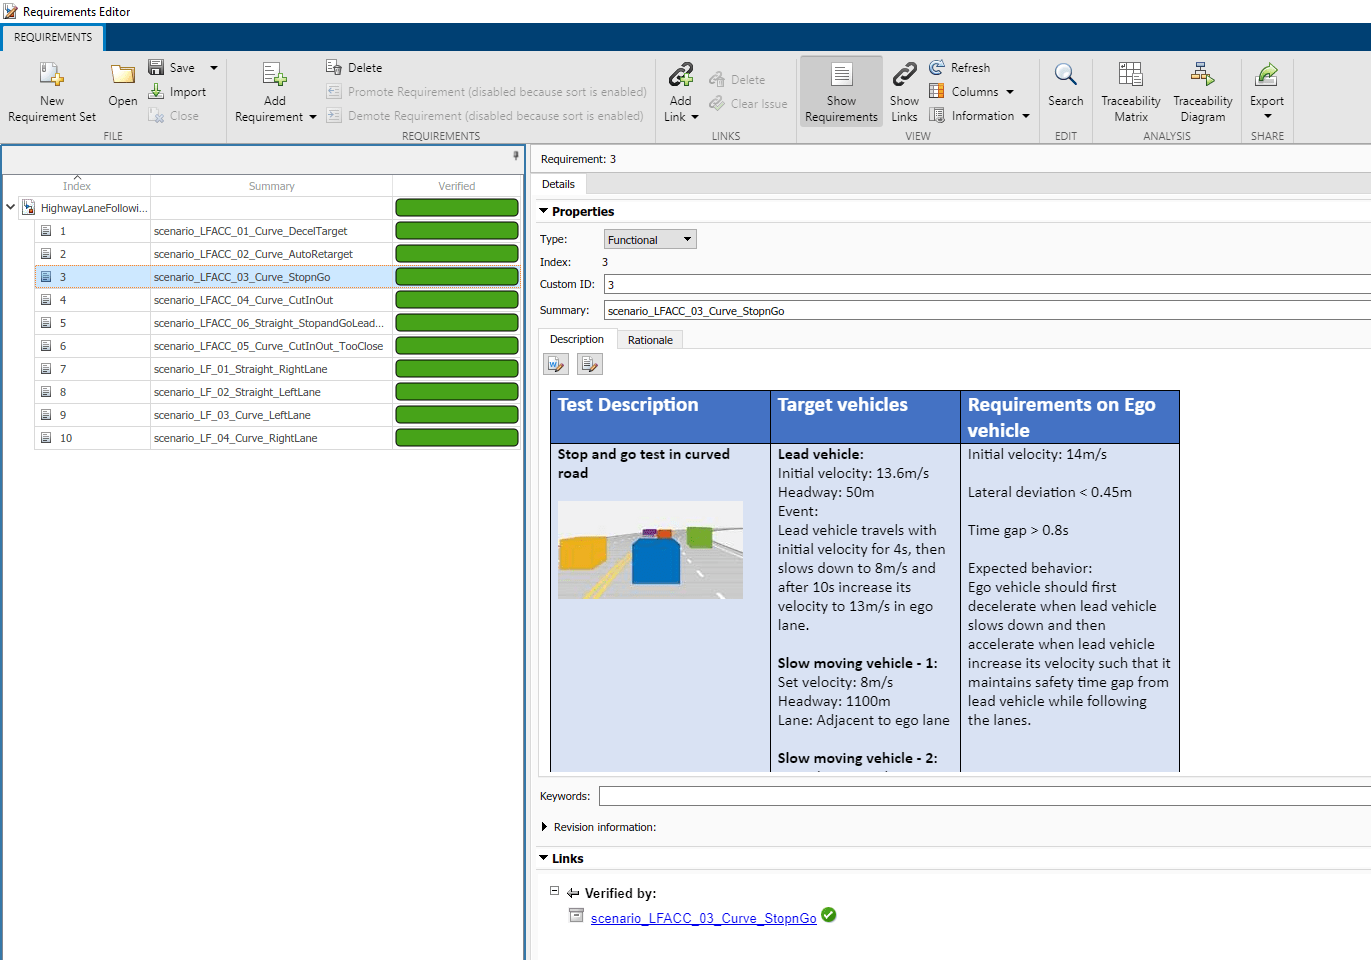 Requirements Editor
REQUIREMENTS
New
Requirement Set
Open
Save
Import
Close
FILE
Add
Requirement
Delete
Promote Requirement (disabled because sort is enabled)
Demote Requirement (disabled because sort is enabled)
REQUIREMENTS
Add
Link
Delete
Clear Issue
LINKS
Show
Requirements
Show
Links
Refresh
Columns
Information
VIEW
Search
EDIT
Traceability
Matrix
Traceability
Diagram
ANALYSIS
Export
SHARE
Index Summary Verified
HighwayLaneFollowi...
1 scenario_LFACC_01_Curve_DecelTarget
2 scenario_LFACC_02_Curve_AutoRetarget
3 scenario_LFACC_03_Curve_StopnGo
4 scenario_LFACC_04_Curve_CutInOut
5 scenario_LFACC_06_Straight_StopandGoLead...
6 scenario_LFACC_05_Curve_CutInOut_TooClose
7 scenario_LF_01_Straight_RightLane
8 scenario_LF_02_Straight_LeftLane
9 scenario_LF_03_Curve_LeftLane
10 scenario_LF_04_Curve_RightLane
Requirement: 3
Details
Properties
Type: Functional
Index: 3
Custom ID: 3
Summary: scenario_LFACC_03_Curve_StopnGo
Description Rationale
Test Description
Stop and go test in curved
road
Target vehicles
Lead vehicle:
Initial velocity: 13.6m/s
Headway: 50m
Event:
Lead vehicle travels with
initial velocity for 4s, then
slows down to 8m/s and
after 10s increase its
velocity to 13m/s in ego
lane.
Slow moving vehicle - 1:
Set velocity: 8m/s
Headway: 1100m
Lane: Adjacent to ego lane
Slow moving vehicle - 2:
Requirements on Ego
vehicle
Initial velocity: 14m/s
Lateral deviation < 0.45m
Time gap > 0.8s
Expected behavior:
Ego vehicle should first
decelerate when lead vehicle
slows down and then
accelerate when lead vehicle
increase its velocity such that it
maintains safety time gap from
lead vehicle while following
the lanes.
Keywords:
Revision information:
Links
Verified by:
scenario_LFACC_03_Curve_StopnGo